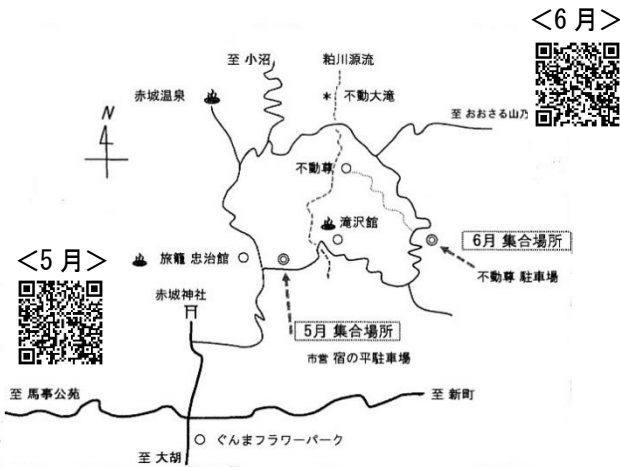 <6月>
至 小沼
粕川源流
赤城温泉
* 不動大滝
至 おおさる山乃
N
不動尊
滝沢館
6月 集合場所
<5月>
旅籠 忠治館
不動尊 駐車場
赤城神社
5月 集合場所
市営 宿の平駐車場
至 馬事公苑
至 新町
ぐんまフラワーパーク
至 大胡